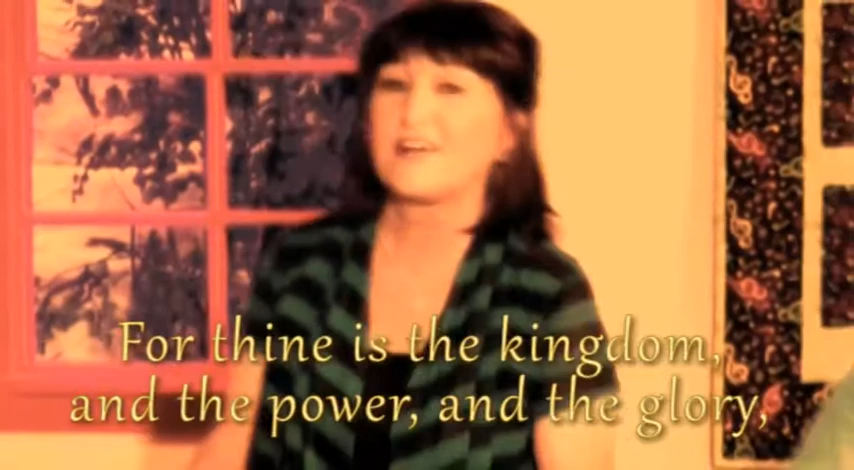 For thine is the kingdom,
and the power, and the glory,